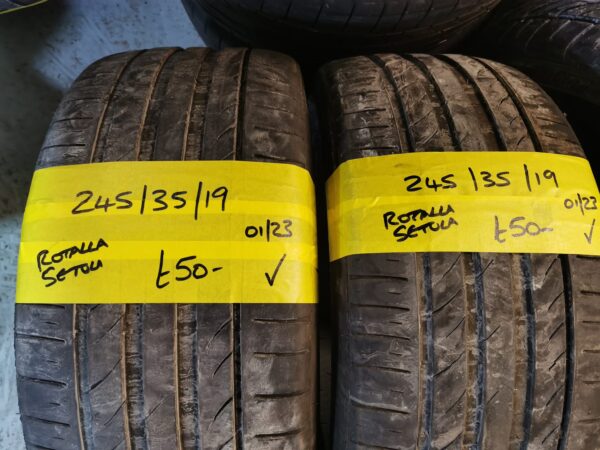 245/35/19
01/23
ROTALLA
SETULA
£50- ✓
245/35/19
01/23
ROTALLA
SETULA
£50- ✓